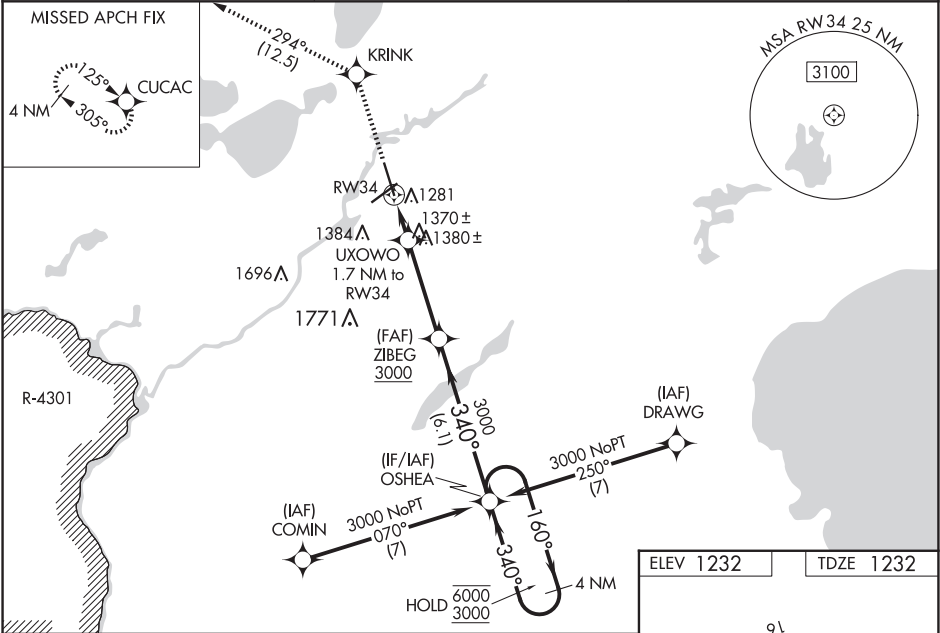 MISSED APCH FIX
125°
CUCAC
4 NM
305°
294°
(12.5)
KRINK
MSA RW34 25 NM
3100
RW34
1281
1370±
1384
1380±
UXOWO
1.7 NM to
RW34
1696
1771
(FAF)
ZIBEG
3000
R-4301
3000
340°
(6.1)
(IAF)
DRAWG
(IF/IAF)
OSHEA
3000 NoPT
250°
(7)
(IAF)
COMIN
3000 NoPT
070°
(7)
160°
340°
4 NM
HOLD
6000
3000
ELEV 1232
TDZE 1232
16